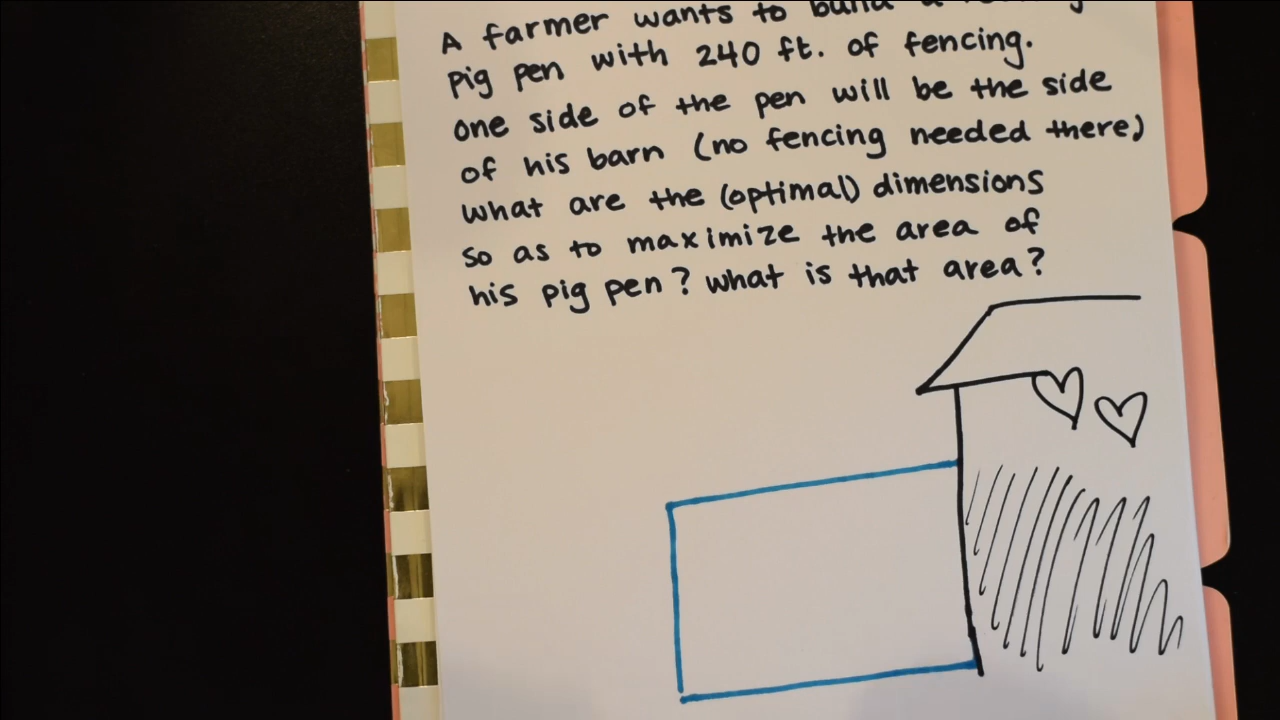 A farmer wants to build a
pig pen with 240 ft. of fencing.
one side of the pen will be the side
of his barn (no fencing needed there)
what are the (optimal) dimensions
so as to maximize the area of
his pig pen? what is that area?